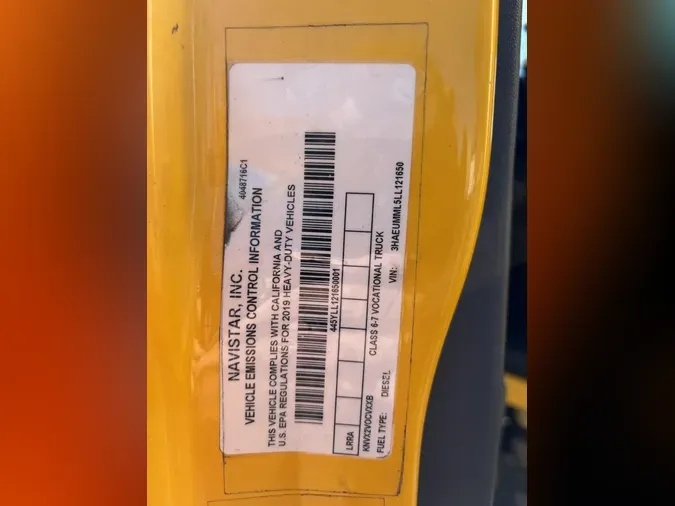 4048716C1
NAVISTAR, INC.
VEHICLE EMISSIONS CONTROL INFORMATION
THIS VEHICLE COMPLIES WITH CALIFORNIA AND
U.S. EPA REGULATIONS FOR 2019 HEAVY-DUTY VEHICLES
445YLL121650001
LRRA
KNVX2VOCVXXB CLASS 6-7 VOCATIONAL TRUCK
FUEL TYPE: DIESEL VIN: 3HAEUMML5LL121650